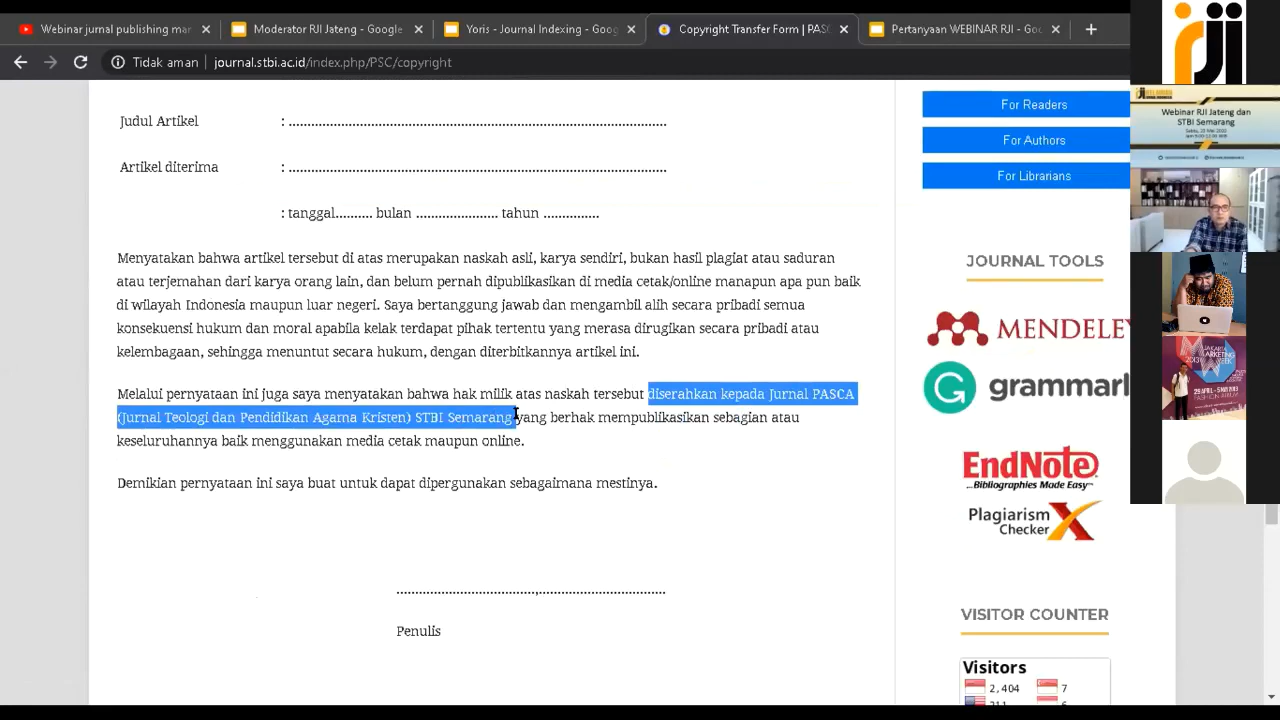 Webinar jurnal publishing ma
Moderator RJI Jateng - Google
Yoris - Journal Indexing - Goog
Copyright Transfer Form | PASC
Pertanyaan WEBINAR RJI - Goo
Tidak aman
journal.stbi.ac.id/index.php/PSC/copyright
Judul Artikel : ........................................................................................................
Artikel diterima : ........................................................................................................
: tanggal.......... bulan ...................... tahun ...............
Menyatakan bahwa artikel tersebut di atas merupakan naskah asli, karya sendiri, bukan hasil plagiat atau saduran
atau terjemahan dari karya orang lain, dan belum pernah dipublikasikan di media cetak/online manapun apa pun baik
di wilayah Indonesia maupun luar negeri. Saya bertanggung jawab dan mengambil alih secara pribadi semua
konsekuensi hukum dan moral apabila kelak terdapat pihak tertentu yang merasa dirugikan secara pribadi atau
kelembagaan, sehingga menuntut secara hukum, dengan diterbitkannya artikel ini.
Melalui pernyataan ini juga saya menyatakan bahwa hak milik atas naskah tersebut diserahkan kepada Jurnal PASCA
(Jurnal Teologi dan Pendidikan Agama Kristen) STBI Semarang yang berhak mempublikasikan sebagian atau
keseluruhannya baik menggunakan media cetak maupun online.
Demikian pernyataan ini saya buat untuk dapat dipergunakan sebagaimana mestinya.
......................................,..................................
Penulis
For Readers
For Authors
For Librarians
JOURNAL TOOLS
MENDELEY
G grammarl
EndNote
...Bibliographies Made Easy™
Plagiarism
Checker X
VISITOR COUNTER
Visitors
2,404 7
rji
Webinar RJI Jateng dan
STBI Semarang
JAKARTA
MARKETING
WEEK
2013